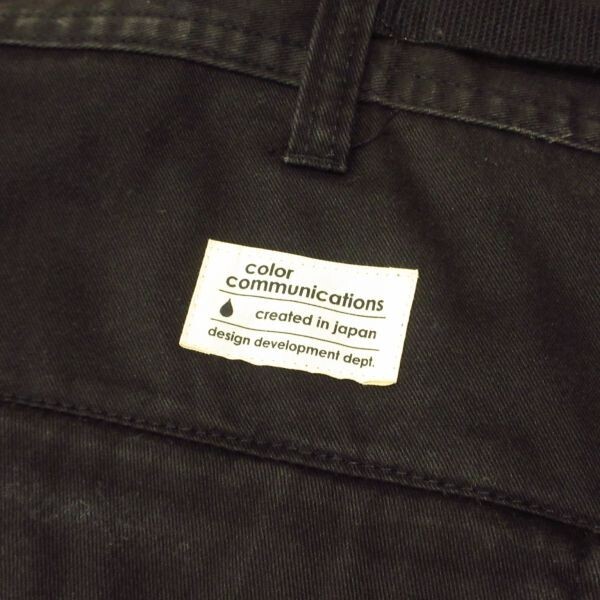 color
communications
created in japan
design development dept.